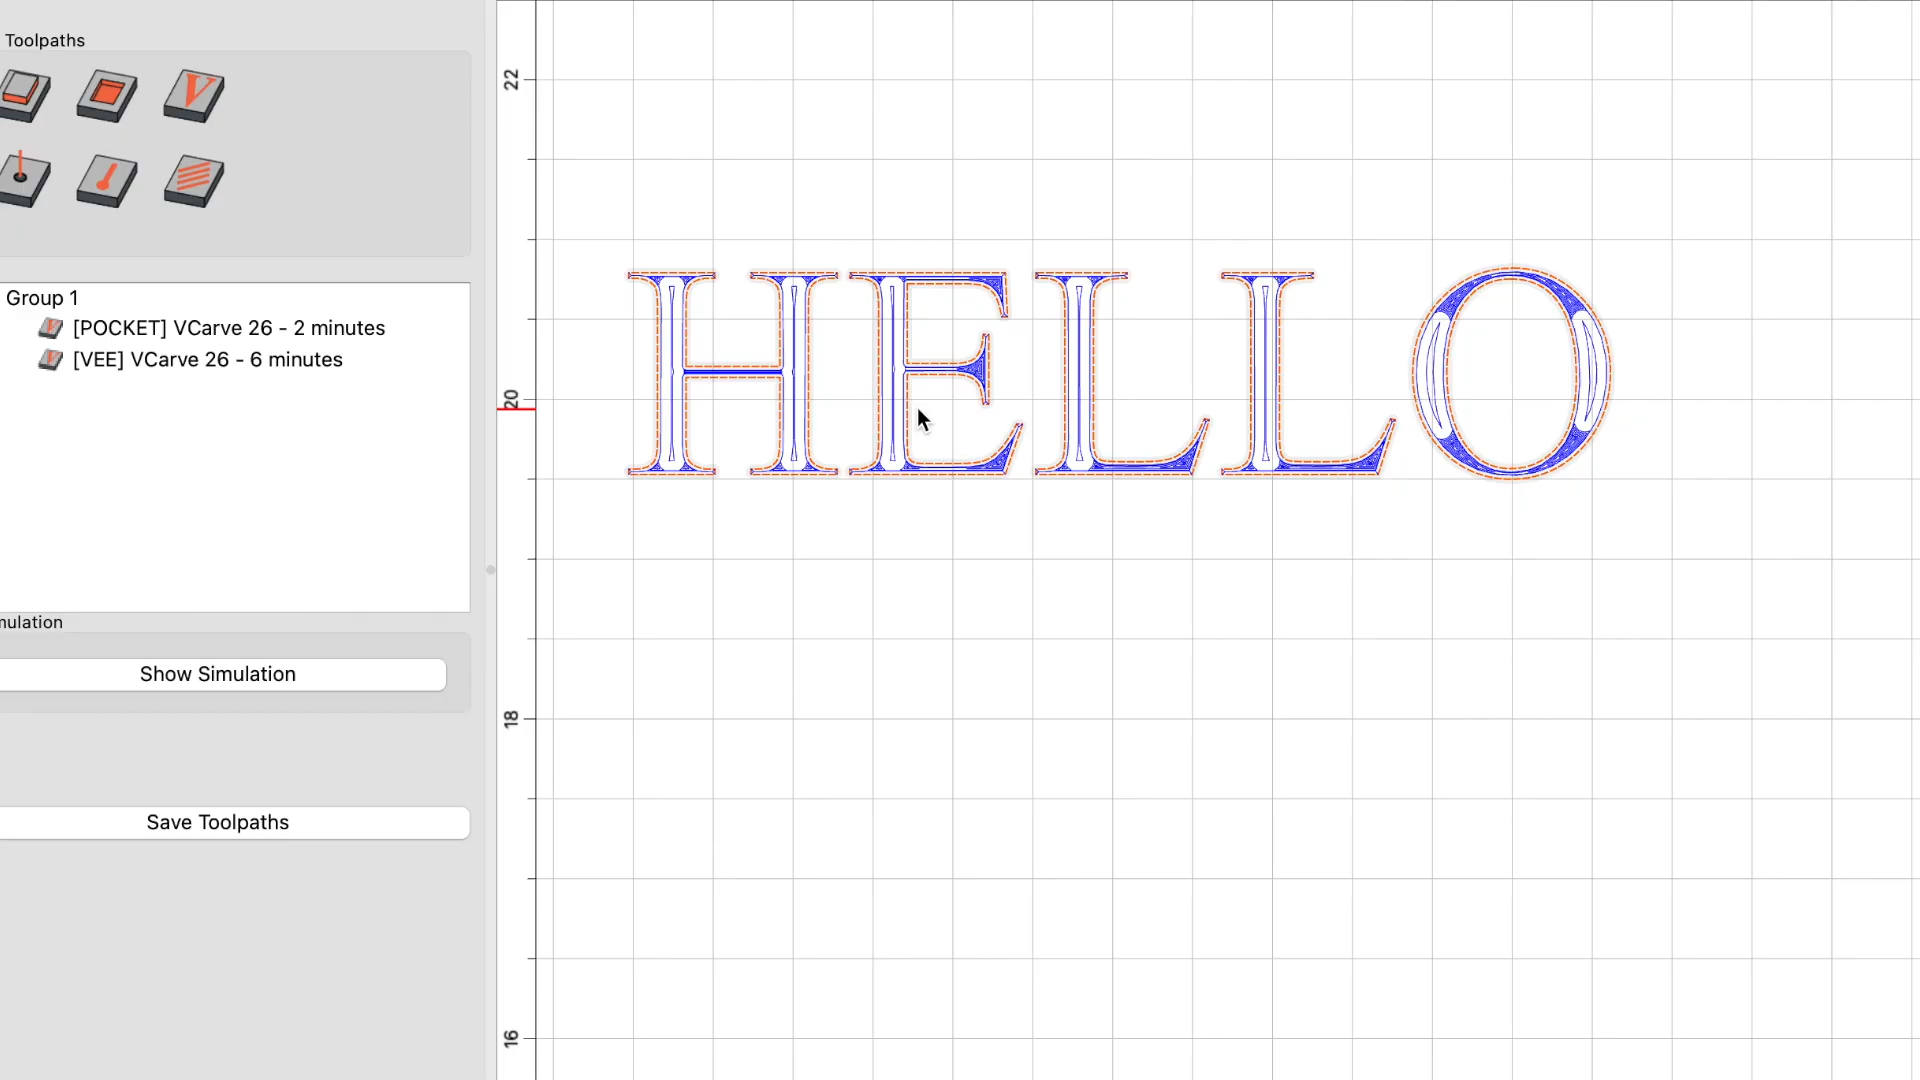 Toolpaths
Group 1
[POCKET] VCarve 26 - 2 minutes
[VEE] VCarve 26 - 6 minutes
mulation
Show Simulation
Save Toolpaths
22
20
18
16
HELLO